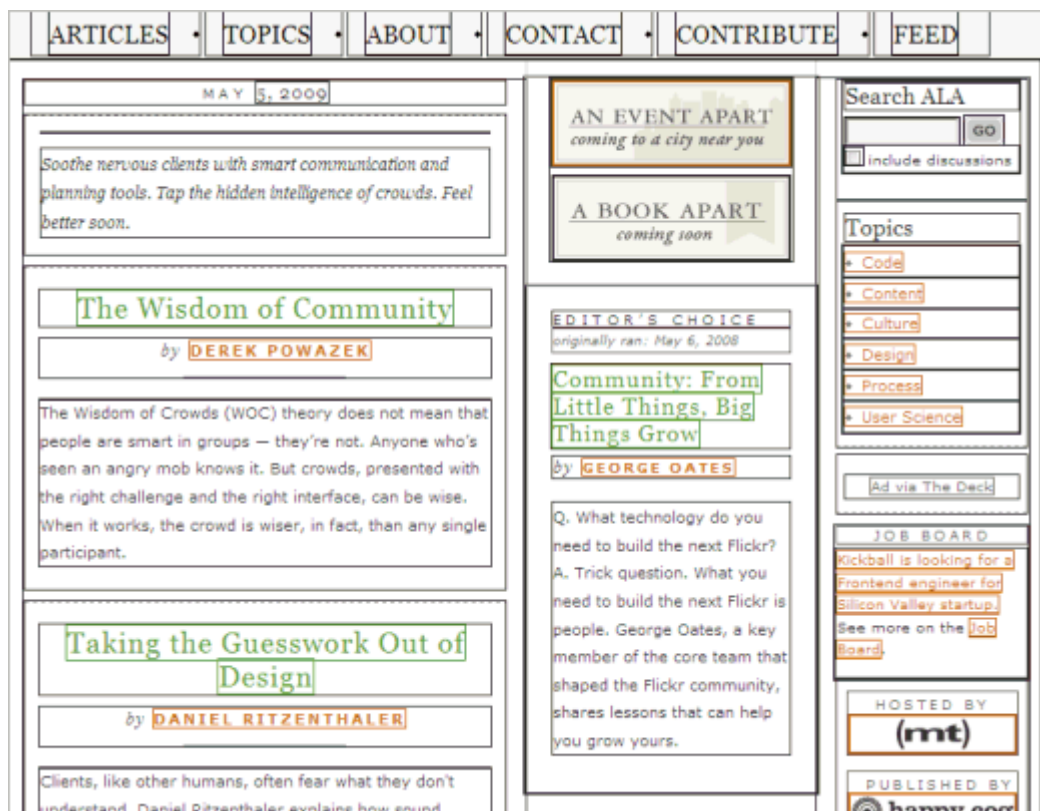 ARTICLES • TOPICS • ABOUT • CONTACT • CONTRIBUTE • FEED
MAY 5, 2009
Soothe nervous clients with smart communication and
planning tools. Tap the hidden intelligence of crowds. Feel
better soon.
The Wisdom of Community
by DEREK POWAZEK
The Wisdom of Crowds (WOC) theory does not mean that
people are smart in groups — they're not. Anyone who's
seen an angry mob knows it. But crowds, presented with
the right challenge and the right interface, can be wise.
When it works, the crowd is wiser, in fact, than any single
participant.
Taking the Guesswork Out of
Design
by DANIEL RITZENTHALER
Clients, like other humans, often fear what they don't
understand. Daniel Ritzenthaler explains how sound
AN EVENT APART
coming to a city near you
A BOOK APART
coming soon
EDITOR'S CHOICE
originally ran: May 6, 2008
Community: From
Little Things, Big
Things Grow
by GEORGE OATES
Q. What technology do you
need to build the next Flickr?
A. Trick question. What you
need to build the next Flickr is
people. George Oates, a key
member of the core team that
shaped the Flickr community,
shares lessons that can help
you grow yours.
Search ALA
GO
include discussions
Topics
• Code
• Content
• Culture
• Design
• Process
• User Science
Ad via The Deck
JOB BOARD
Kickball is looking for a
Frontend engineer for
Silicon Valley startup.
See more on the Job
Board.
HOSTED BY
(mt)
PUBLISHED BY
happy cog